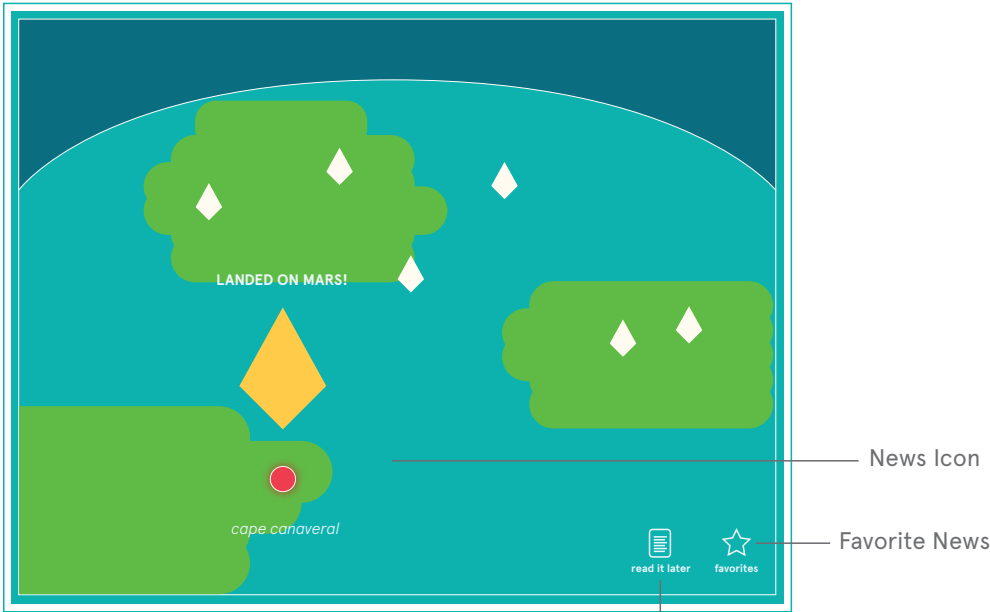 LANDED ON MARS!
News Icon
cape canaveral
Favorite News
read it later
favorites